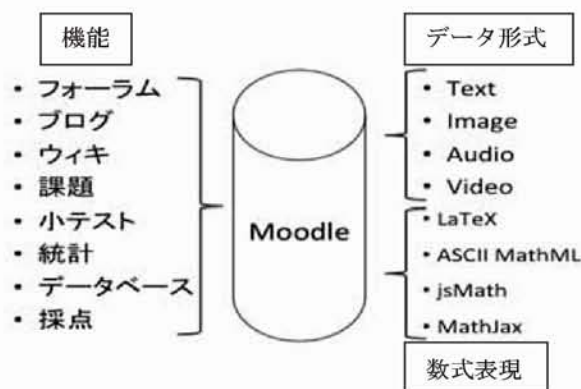 機能
・フォーラム
・ブログ
・ウィキ
・課題
・小テスト
・統計
・データベース
・採点
Moodle
データ形式
・Text
・Image
・Audio
・Video
・LaTeX
・ASCII MathML
・jsMath
・MathJax
数式表現